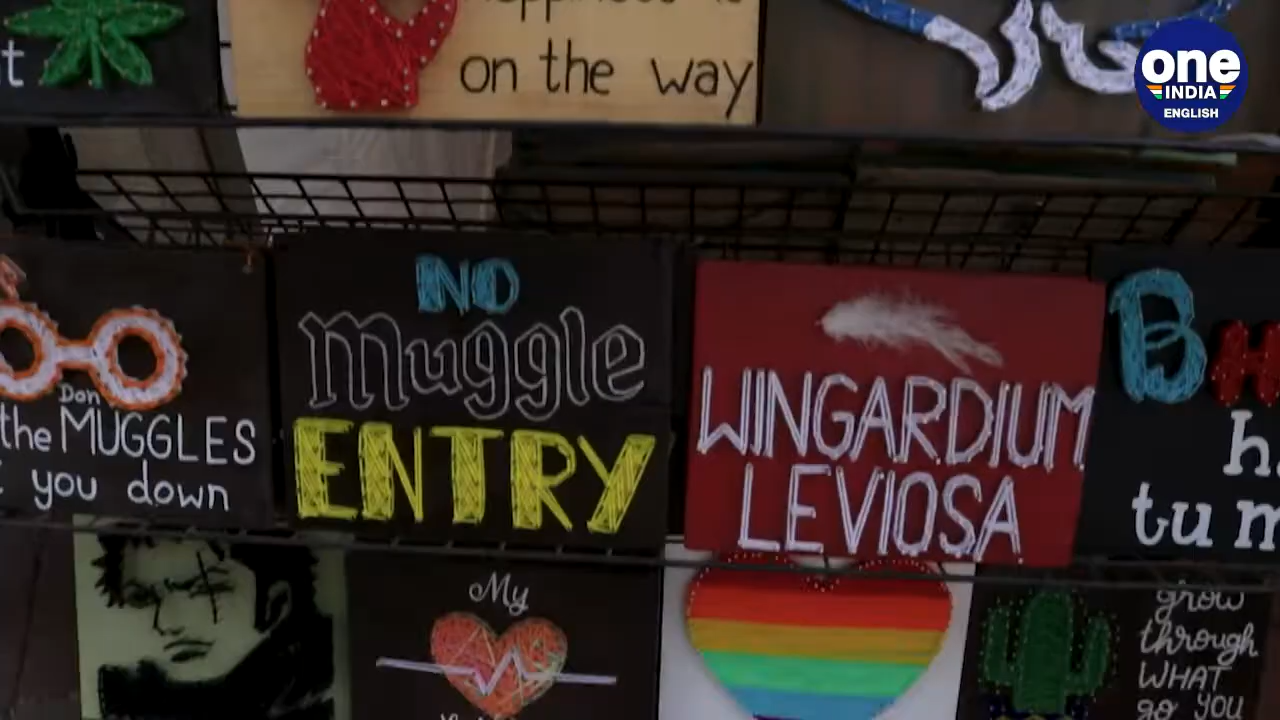 on the way
one
INDIA
ENGLISH
NO
Muggle
ENTRY
Don
the MUGGLES
you down
WINGARDIUM
LEVIOSA
tu
My
grow
through
WHAT
go YOU